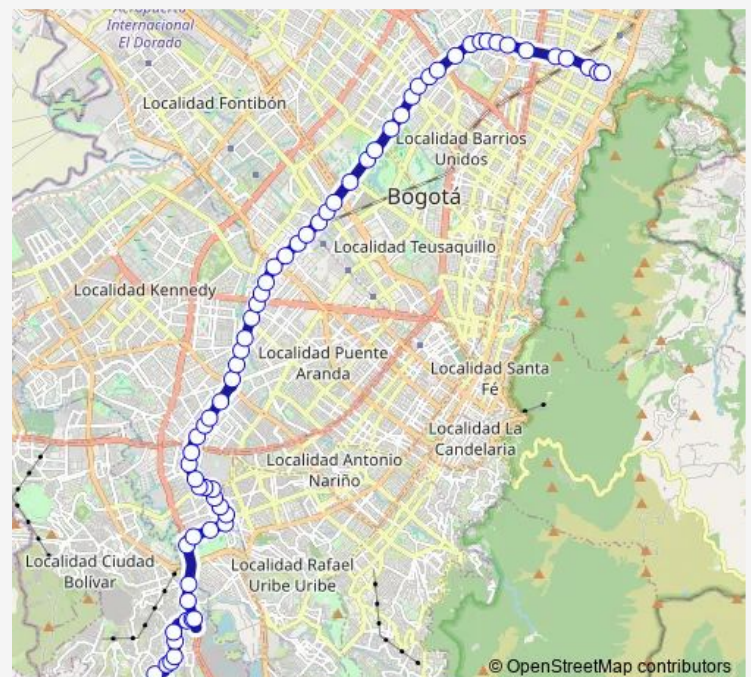 Aeropuerto
Internacional
El Dorado
Localidad Fontibón
Localidad Barrios
Unidos
Bogotá
Localidad Teusaquillo
Localidad Kennedy
Localidad Puente
Aranda
Localidad Santa
Fé
Localidad La
Candelaria
Localidad Antonio
Nariño
Localidad Ciudad
Bolívar
Localidad Rafael
Uribe Uribe
© OpenStreetMap contributors